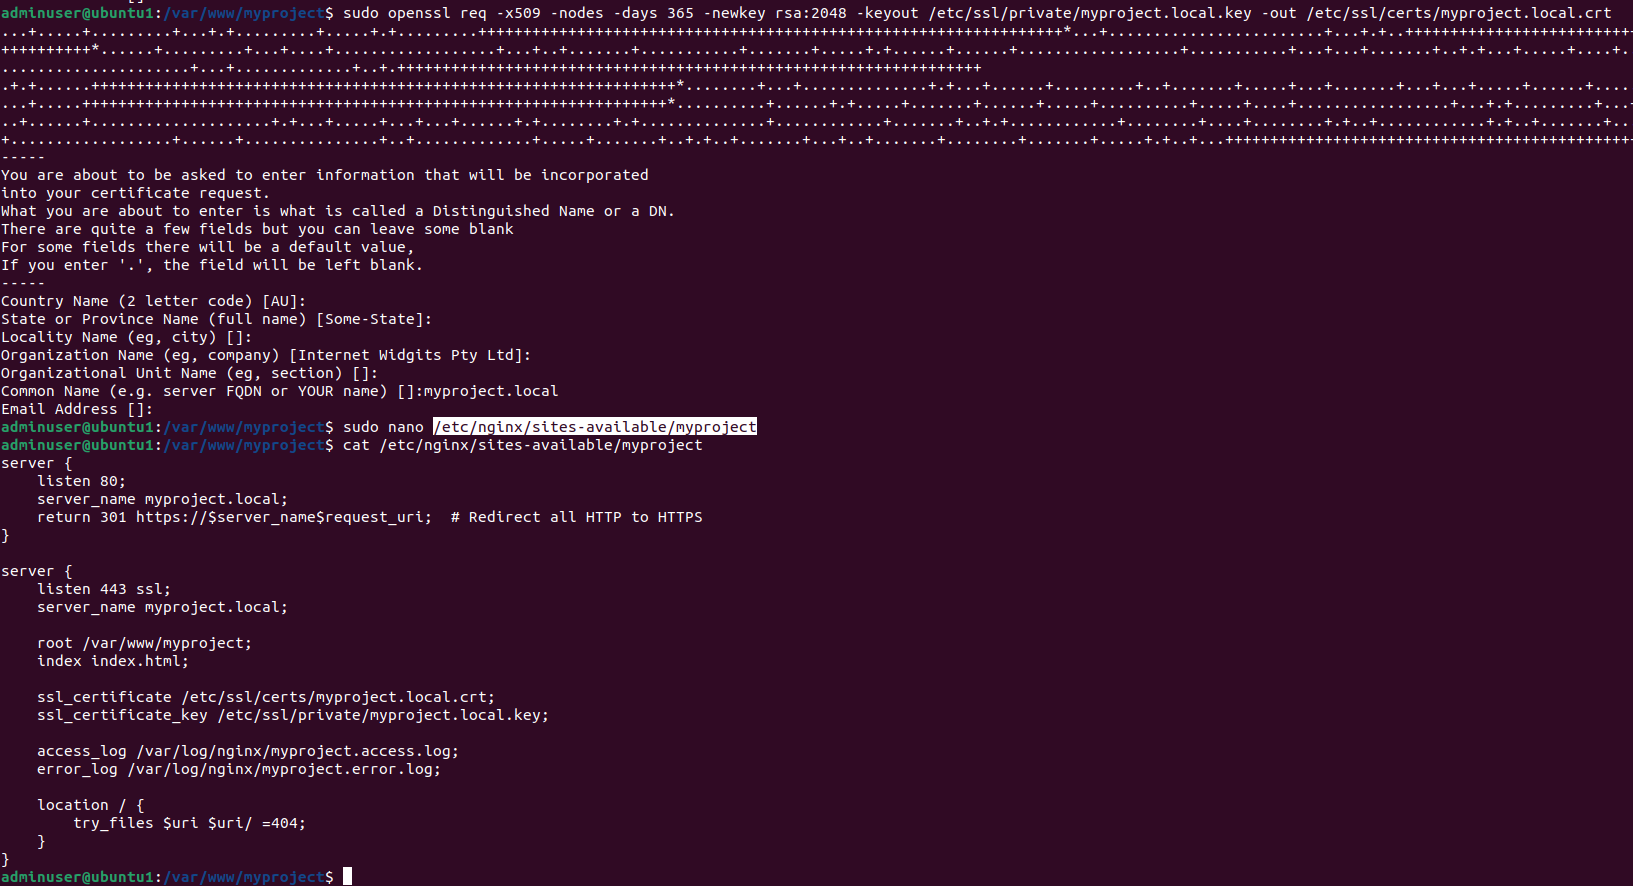 adminuser@ubuntu1:/var/www/myproject$ sudo openssl req -x509 -nodes -days 365 -newkey rsa:2048 -keyout /etc/ssl/private/myproject.local.key -out /etc/ssl/certs/myproject.local.crt
-----
You are about to be asked to enter information that will be incorporated
into your certificate request.
What you are about to enter is what is called a Distinguished Name or a DN.
There are quite a few fields but you can leave some blank
For some fields there will be a default value,
If you enter '.', the field will be left blank.
-----
Country Name (2 letter code) [AU]:
State or Province Name (full name) [Some-State]:
Locality Name (eg, city) []:
Organization Name (eg, company) [Internet Widgits Pty Ltd]:
Organizational Unit Name (eg, section) []:
Common Name (e.g. server FQDN or YOUR name) []:myproject.local
Email Address []:
adminuser@ubuntu1:/var/www/myproject$ sudo nano /etc/nginx/sites-available/myproject
adminuser@ubuntu1:/var/www/myproject$ cat /etc/nginx/sites-available/myproject
server {
    listen 80;
    server_name myproject.local;
    return 301 https://$server_name$request_uri;  # Redirect all HTTP to HTTPS
}

server {
    listen 443 ssl;
    server_name myproject.local;

    root /var/www/myproject;
    index index.html;

    ssl_certificate /etc/ssl/certs/myproject.local.crt;
    ssl_certificate_key /etc/ssl/private/myproject.local.key;

    access_log /var/log/nginx/myproject.access.log;
    error_log /var/log/nginx/myproject.error.log;

    location / {
        try_files $uri $uri/ =404;
    }
}
adminuser@ubuntu1:/var/www/myproject$